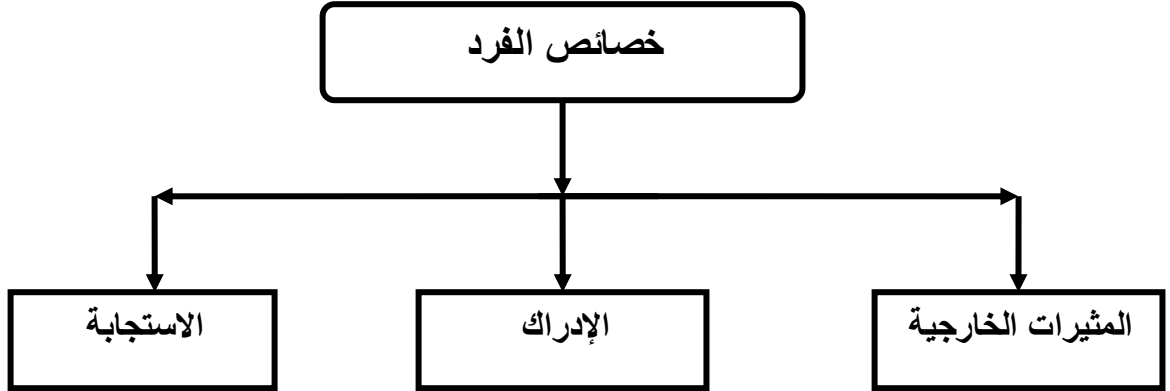 خصائص الفرد
المثيرات الخارجية
الإدراك
الاستجابة